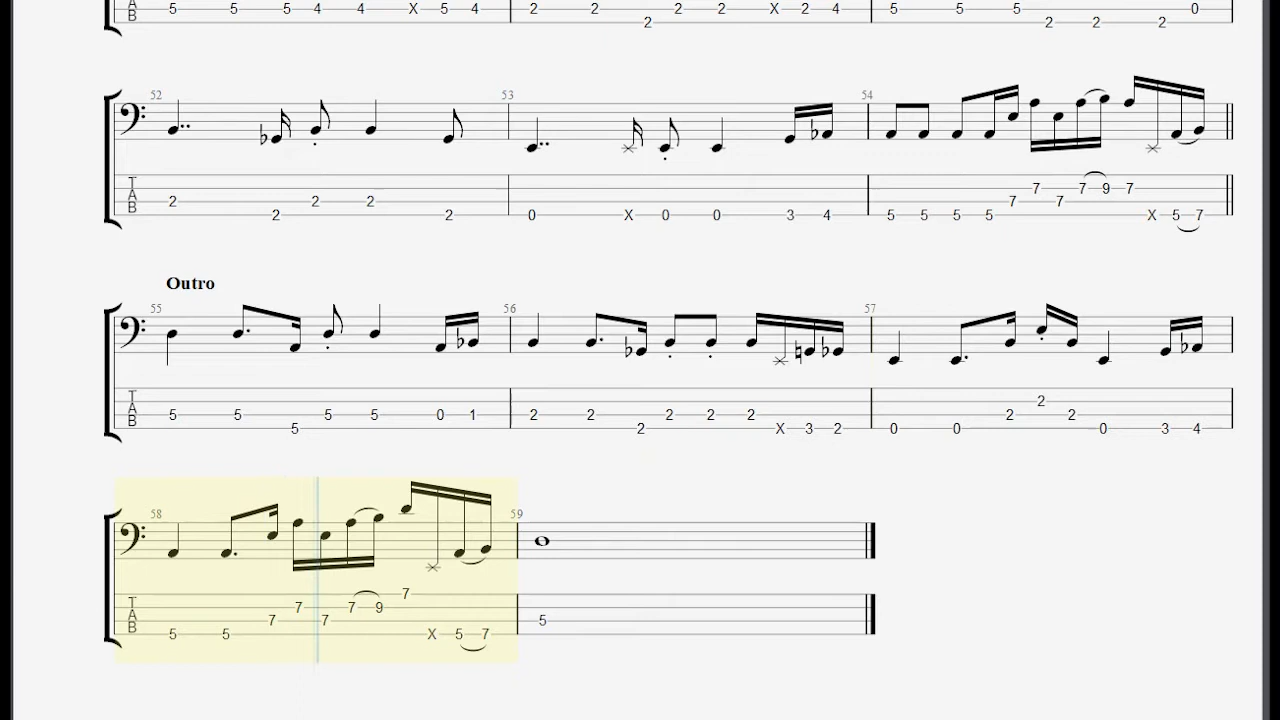 5 5 5 4 4 X 5 4 2 2 2 2 2 X 2 4 5 5 5 2 2 2 0
52 53 54
T
A
B
2 2 2 2 2 0 X 0 0 3 4 5 5 5 5 7 7 7 7 9 7 X 5 7
Outro
55 56 57
T
A
B
5 5 5 5 5 0 1 2 2 2 2 2 2 X 3 2 0 0 2 2 2 0 3 4
58 59
T
A
B
5 5 7 7 7 7 9 7 X 5 7 5